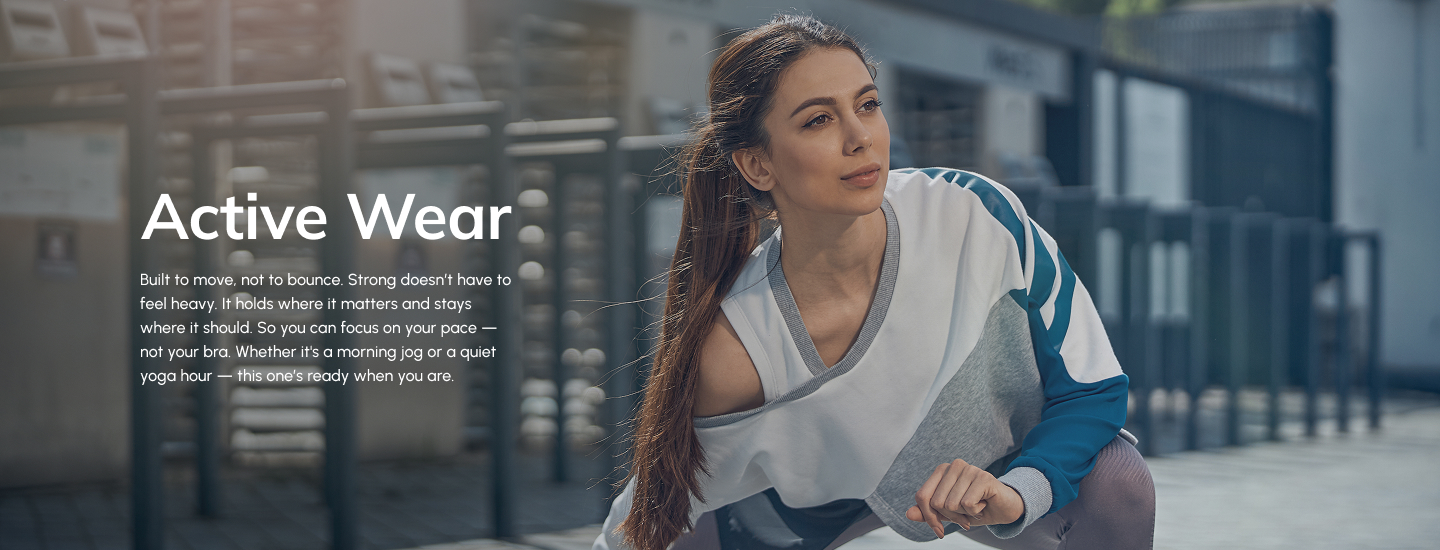 Active Wear
Built to move, not to bounce. Strong doesn't have to
feel heavy. It holds where it matters and stays
where it should. So you can focus on your pace —
not your bra. Whether it's a morning jog or a quiet
yoga hour — this one's ready when you are.